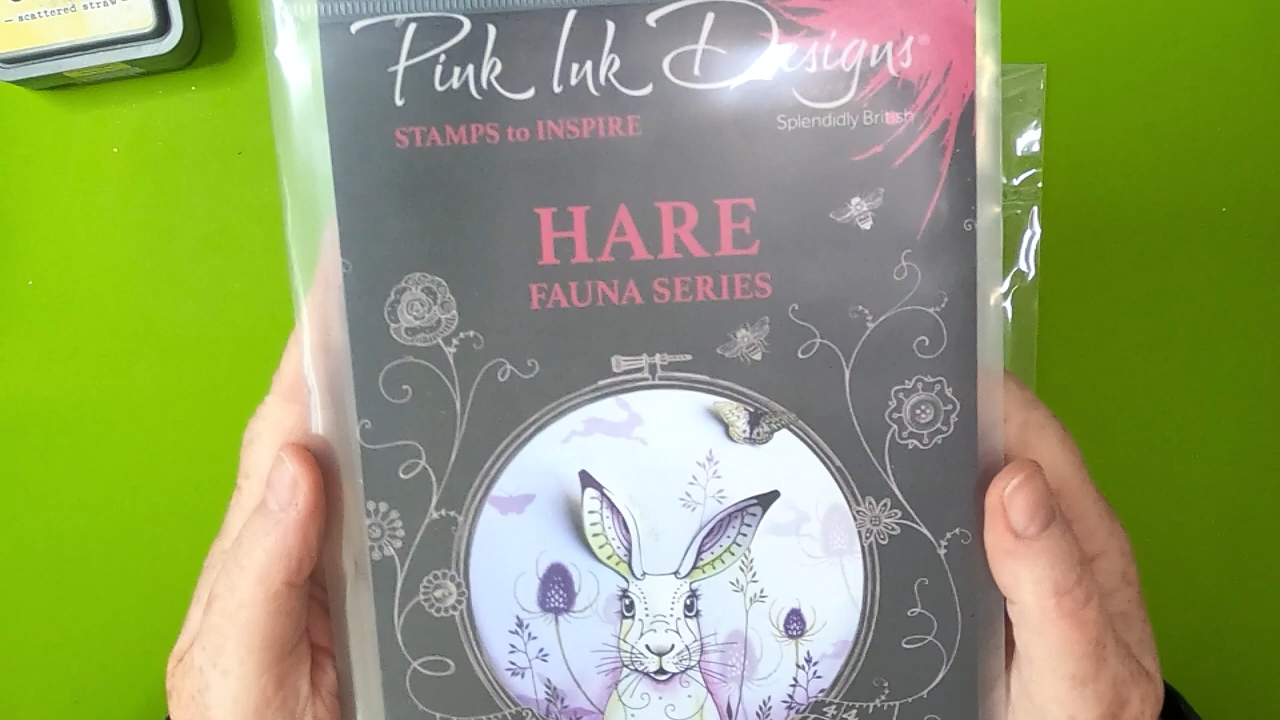 — scattered straw —
Pink Ink Designs
STAMPS to INSPIRE
Splendidly British
HARE
FAUNA SERIES